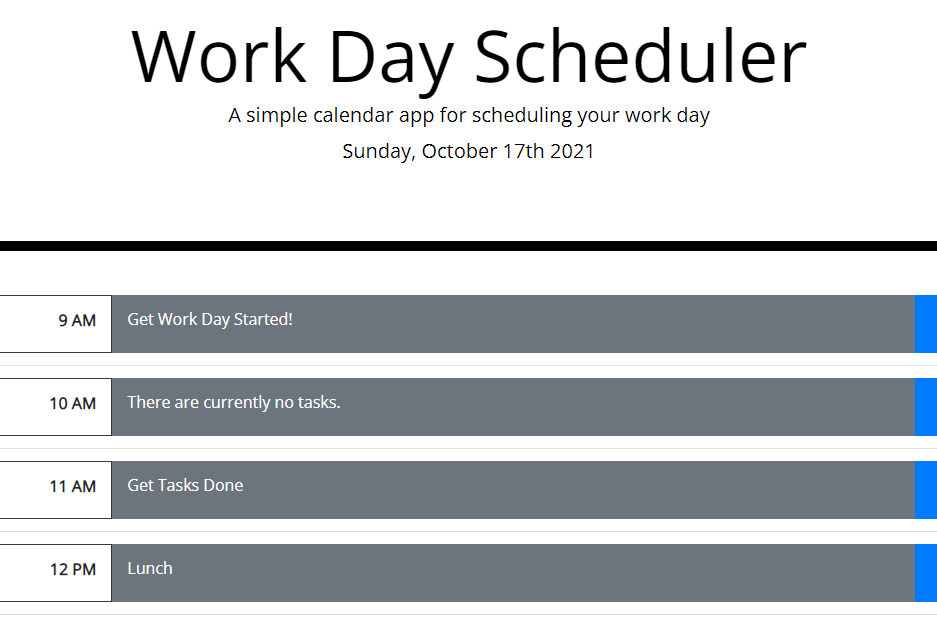 Work Day Scheduler
A simple calendar app for scheduling your work day
Sunday, October 17th 2021
9 AM Get Work Day Started!
10 AM There are currently no tasks.
11 AM Get Tasks Done
12 PM Lunch